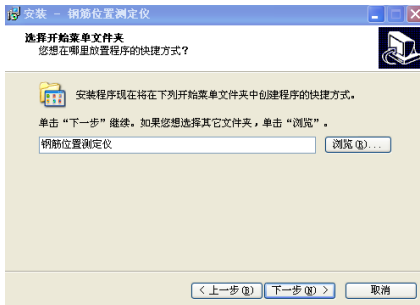 安装 - 钢筋位置测定仪
选择开始菜单文件夹
您想在哪里放置程序的快捷方式？
安装程序现在将在下列开始菜单文件夹中创建程序的快捷方式。
单击“下一步”继续。如果您想选择其它文件夹，单击“浏览”。
钢筋位置测定仪
浏览(R)...
< 上一步(B)
下一步(N) >
取消